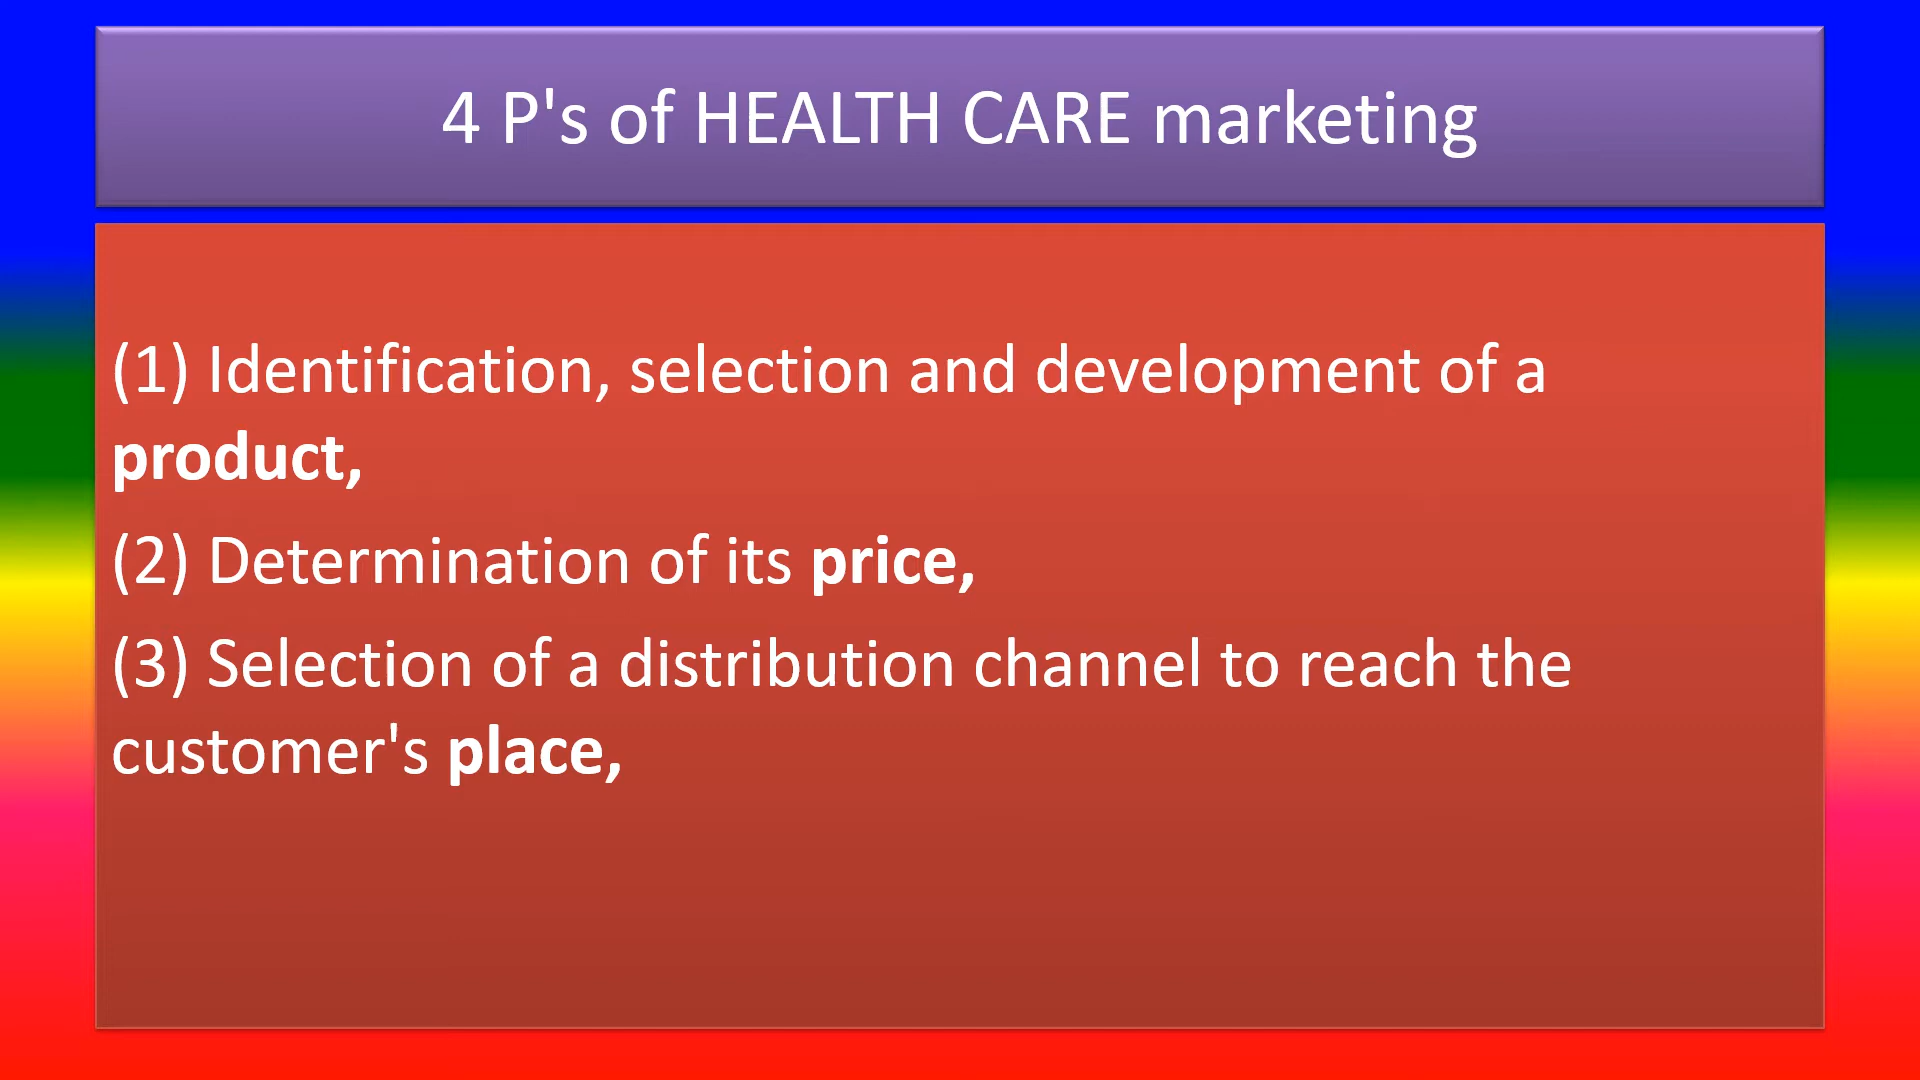 4 P's of HEALTH CARE marketing
(1) Identification, selection and development of a
product,
(2) Determination of its price,
(3) Selection of a distribution channel to reach the
customer's place,